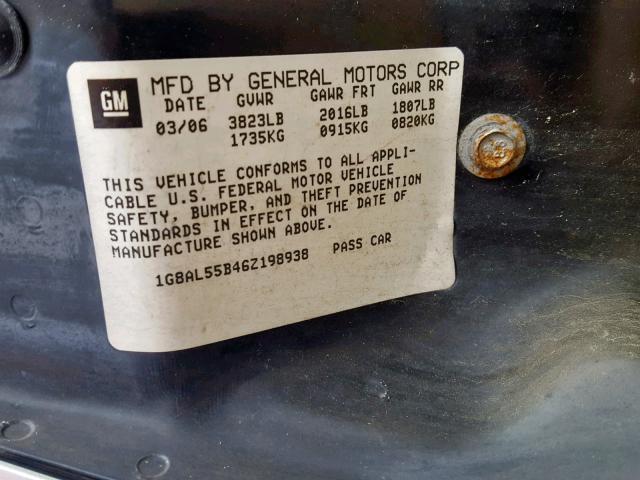 GM
MFD BY GENERAL MOTORS CORP
DATE GVWR GAWR FRT GAWR RR
03/06 3823LB 2016LB 1807LB
1735KG 0915KG 0820KG
THIS VEHICLE CONFORMS TO ALL APPLI-
CABLE U.S. FEDERAL MOTOR VEHICLE
SAFETY, BUMPER, AND THEFT PREVENTION
STANDARDS IN EFFECT ON THE DATE OF
MANUFACTURE SHOWN ABOVE.
1G8AL55B46Z198938 PASS CAR